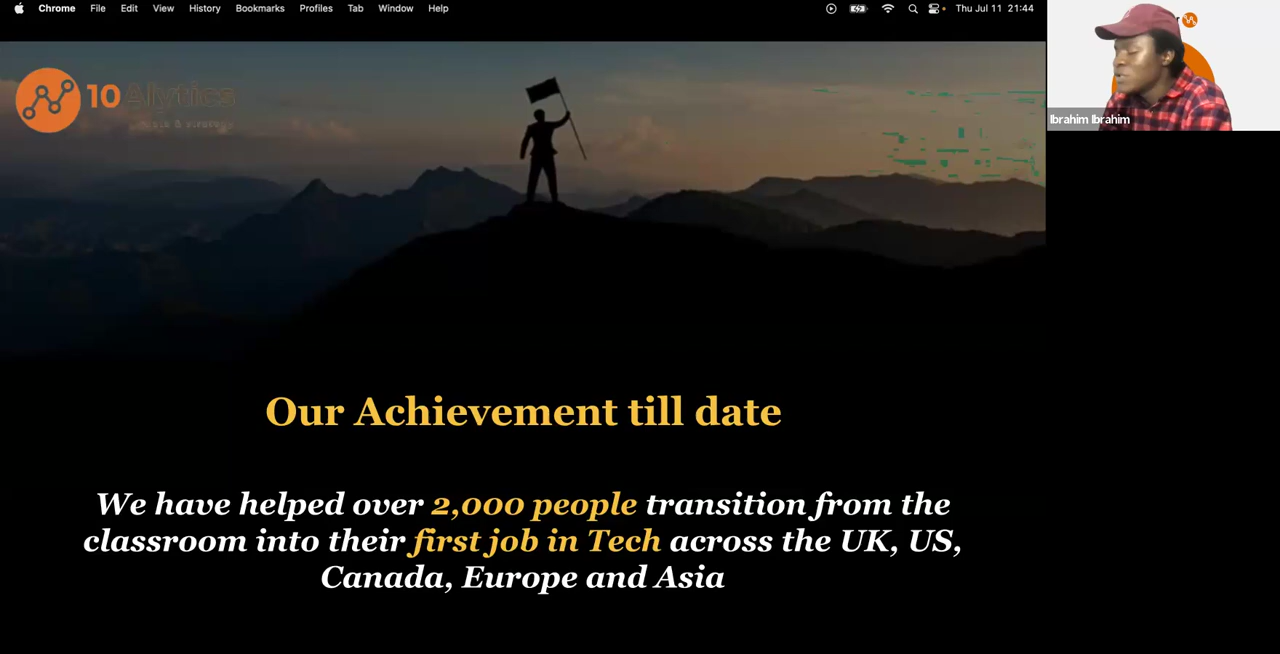 Chrome File Edit View History Bookmarks Profiles Tab Window Help Thu Jul 11 21:44
10 Alytics
Ibrahim Ibrahim
Our Achievement till date
We have helped over 2,000 people transition from the
classroom into their first job in Tech across the UK, US,
Canada, Europe and Asia